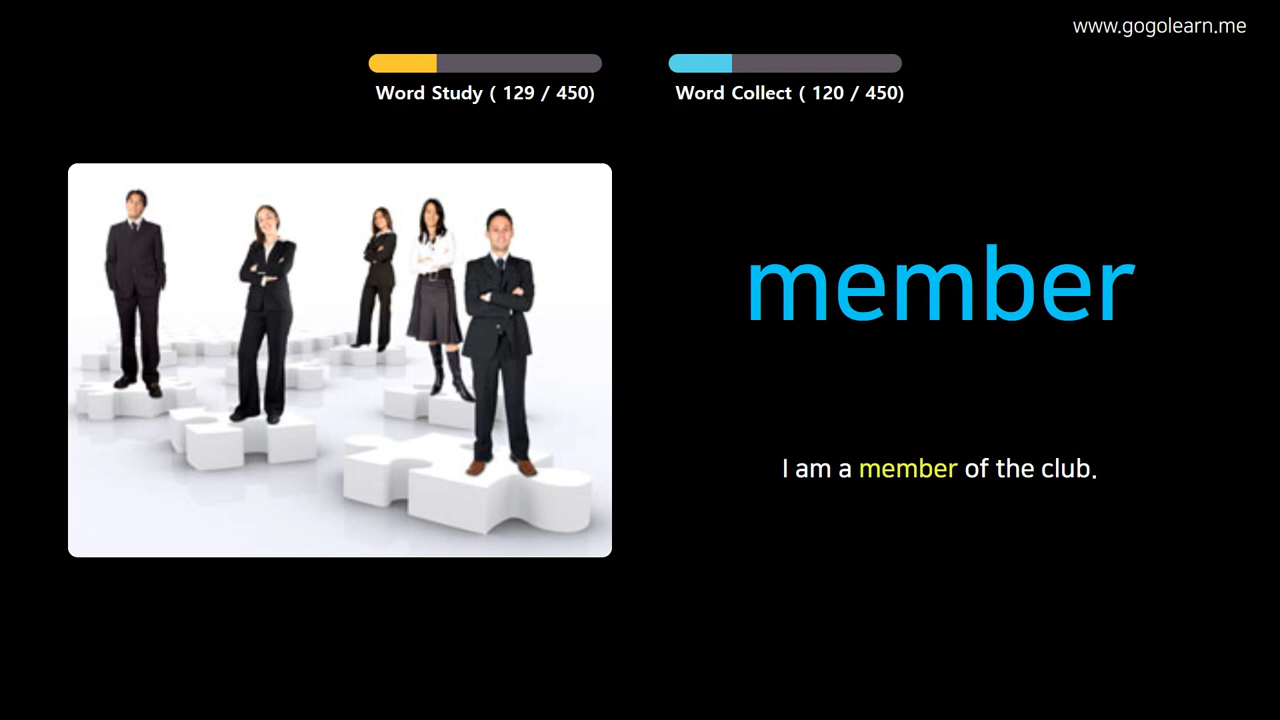 www.gogolearn.me
Word Study ( 129 / 450)
Word Collect ( 120 / 450)
member
I am a member of the club.